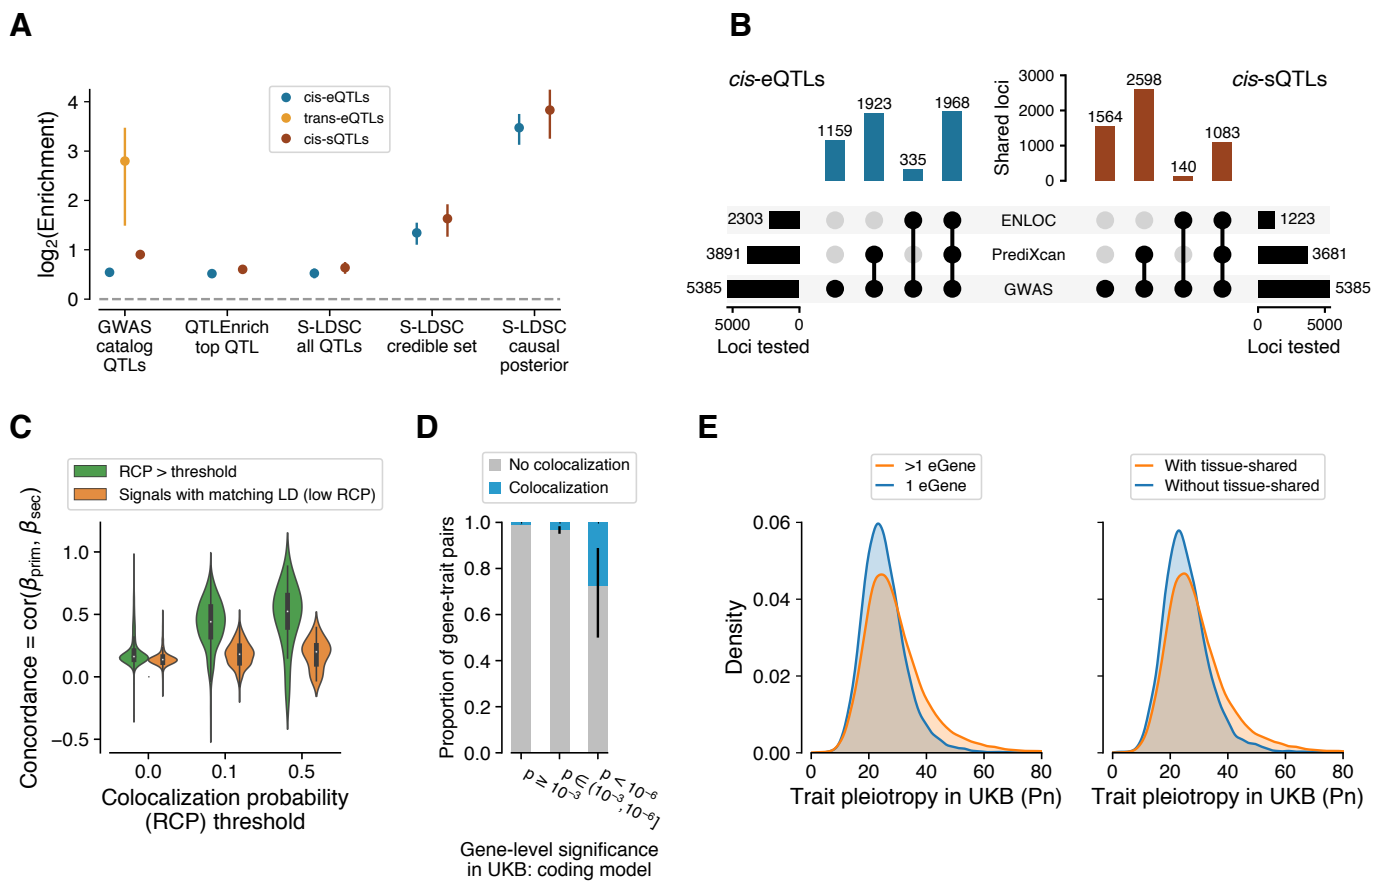 A
log2(Enrichment)
4
3
2
1
0
cis-eQTLs
trans-eQTLs
cis-sQTLs
GWAS
catalog
QTLs
QTLEnrich
top QTL
S-LDSC
all QTLs
S-LDSC
credible set
S-LDSC
causal
posterior
B
cis-eQTLs
1159
1923
335
1968
Shared loci
3000
2000
1000
0
cis-sQTLs
1564
2598
140
1083
2303
ENLOC
1223
3891
PrediXcan
3681
5385
GWAS
5385
5000 0
Loci tested
0 5000
Loci tested
C
RCP > threshold
Signals with matching LD (low RCP)
Concordance = cor(βprim, βsec)
1.0
0.5
0.0
−0.5
0.0 0.1 0.5
Colocalization probability
(RCP) threshold
D
No colocalization
Colocalization
Proportion of gene-trait pairs
1.0
0.8
0.6
0.4
0.2
0.0
p ≥ 10⁻³
p ∈ (10⁻³,10⁻⁶]
p < 10⁻⁶
Gene-level significance
in UKB: coding model
E
>1 eGene
1 eGene
Density
0.06
0.04
0.02
0.00
0 20 40 60 80
Trait pleiotropy in UKB (Pn)
With tissue-shared
Without tissue-shared
0 20 40 60 80
Trait pleiotropy in UKB (Pn)